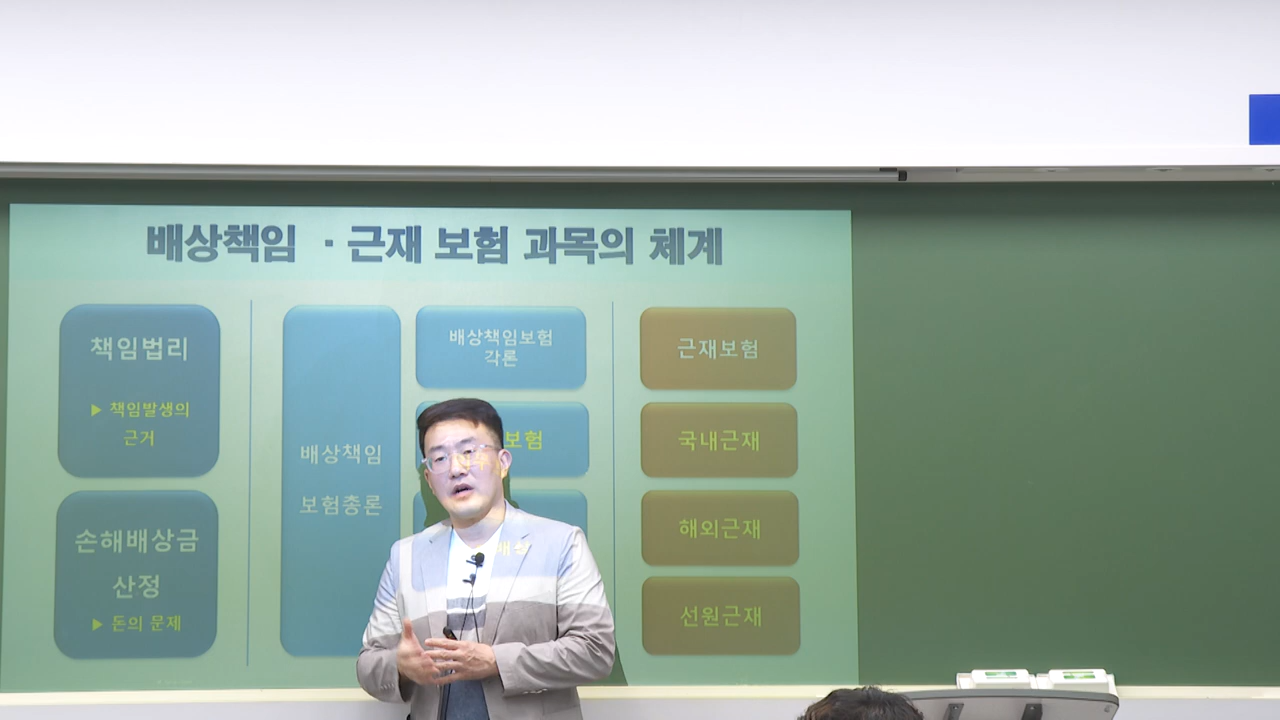 배상책임 · 근재 보험 과목의 체계
책임법리
▶ 책임발생의
근거
손해배상금
산정
▶ 돈의 문제
배상책임
보험총론
배상책임보험
각론
보험
배상
근재보험
국내근재
해외근재
선원근재